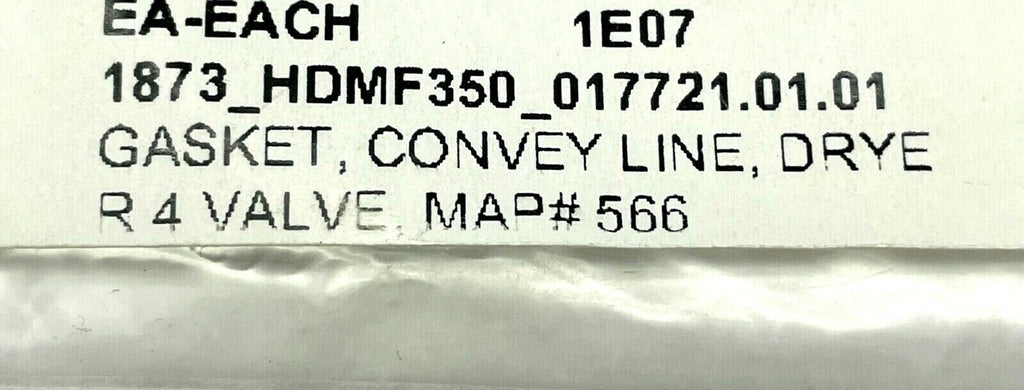 EA-EACH 1E07
1873_HDMF350_017721.01.01
GASKET, CONVEY LINE, DRYE
R 4 VALVE, MAP# 566